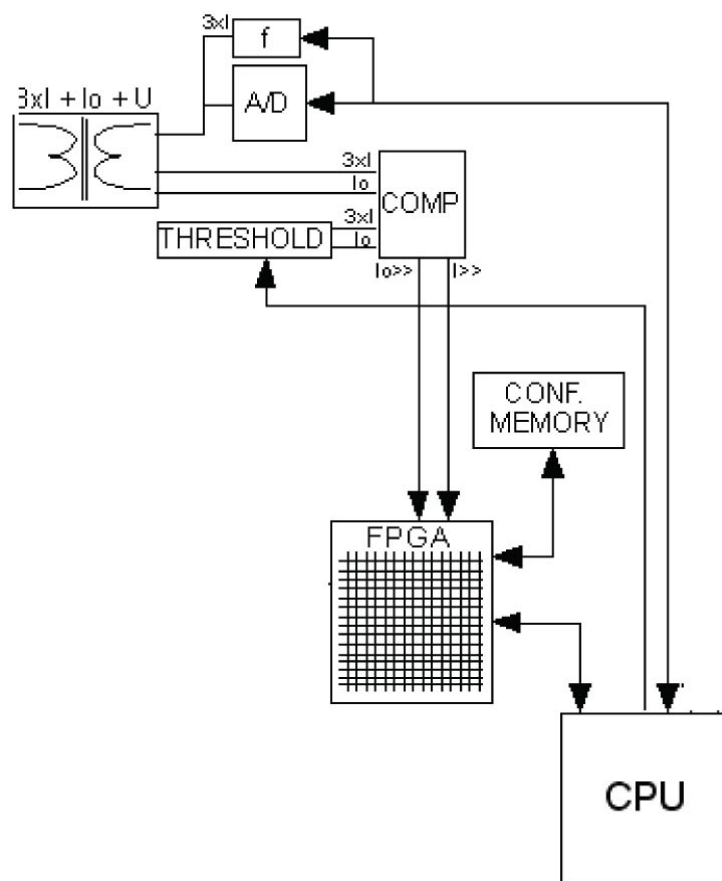 3xI
f
3xI + Io + U
A/D
3xI
Io
COMP
3xI
Io
THRESHOLD
Io>>
I>>
CONF.
MEMORY
FPGA
CPU